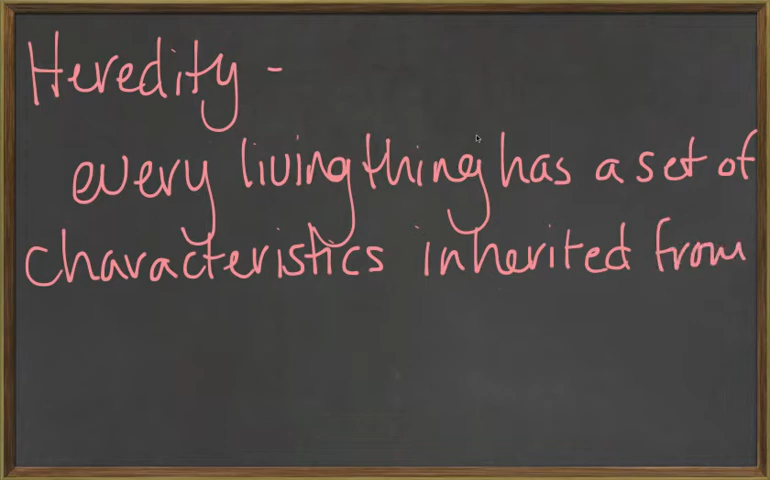 Heredity -
every living thing has a set of
characteristics inherited from